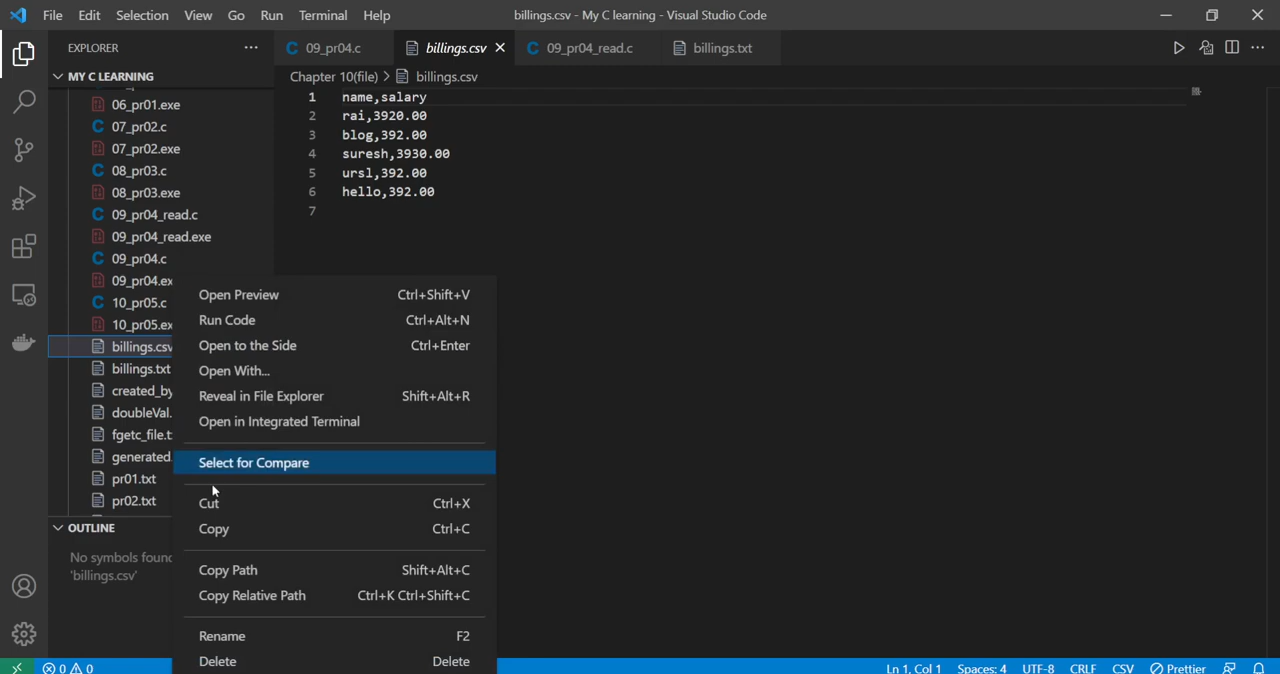 File Edit Selection View Go Run Terminal Help billings.csv - My C learning - Visual Studio Code
EXPLORER
09_pr04.c billings.csv 09_pr04_read.c billings.txt
MY C LEARNING
Chapter 10(file) > billings.csv
06_pr01.exe
07_pr02.c
07_pr02.exe
08_pr03.c
08_pr03.exe
09_pr04_read.c
09_pr04_read.exe
09_pr04.c
09_pr04.ex
10_pr05.c
10_pr05.ex
billings.csv
billings.txt
created_by
doubleVal.
fgetc_file.t
generated.
pr01.txt
pr02.txt
1 name,salary
2 rai,3920.00
3 blog,392.00
4 suresh,3930.00
5 ursl,392.00
6 hello,392.00
7
Open Preview Ctrl+Shift+V
Run Code Ctrl+Alt+N
Open to the Side Ctrl+Enter
Open With...
Reveal in File Explorer Shift+Alt+R
Open in Integrated Terminal
Select for Compare
Cut Ctrl+X
Copy Ctrl+C
Copy Path Shift+Alt+C
Copy Relative Path Ctrl+K Ctrl+Shift+C
Rename F2
Delete Delete
OUTLINE
No symbols found
'billings.csv'
0 0 Ln 1, Col 1 Spaces: 4 UTF-8 CRLF CSV Prettier